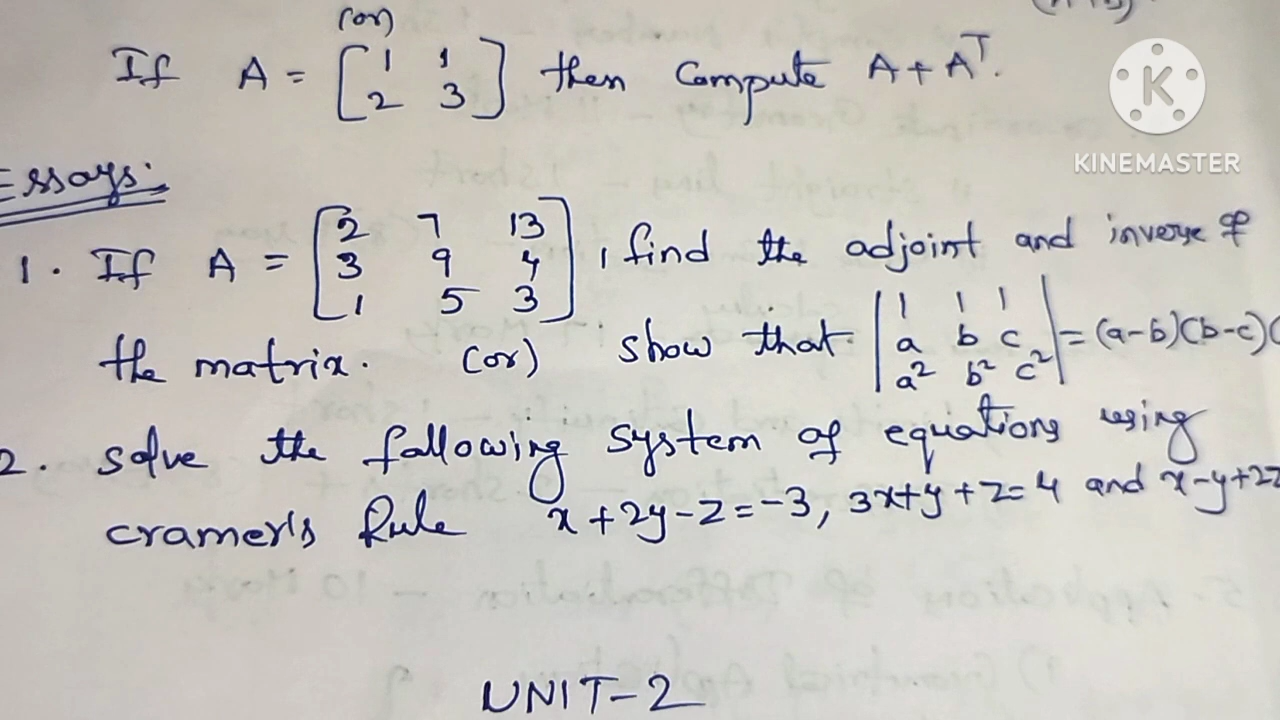 (or)
If A = [1 1
2 3] then compute A + Aᵀ.
KINEMASTER
Essays:
1. If A = [2 7 13
3 9 4
1 5 3], find the adjoint and inverse of
the matrix. (or) show that |1 1 1
a b c
a² b² c²| = (a-b)(b-c)(
2. solve the following system of equations using
cramer's Rule x + 2y - z = -3, 3x + y + z = 4 and x - y + 2z
UNIT-2